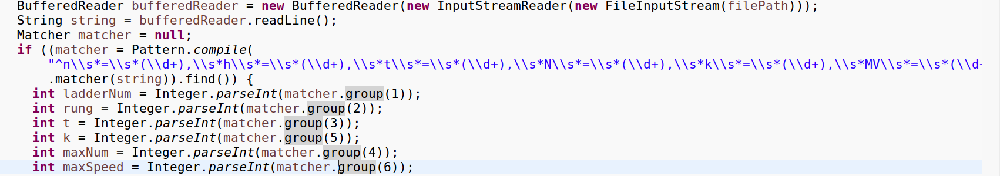 BufferedReader bufferedReader = new BufferedReader(new InputStreamReader(new FileInputStream(filePath)));
String string = bufferedReader.readLine();
Matcher matcher = null;
if ((matcher = Pattern.compile(
"^n\\s*=\\s*(\\d+),\\s*h\\s*=\\s*(\\d+),\\s*t\\s*=\\s*(\\d+),\\s*N\\s*=\\s*(\\d+),\\s*k\\s*=\\s*(\\d+),\\s*MV\\s*=\\s*(\\d
.matcher(string)).find()) {
int ladderNum = Integer.parseInt(matcher.group(1));
int rung = Integer.parseInt(matcher.group(2));
int t = Integer.parseInt(matcher.group(3));
int k = Integer.parseInt(matcher.group(5));
int maxNum = Integer.parseInt(matcher.group(4));
int maxSpeed = Integer.parseInt(matcher.group(6));